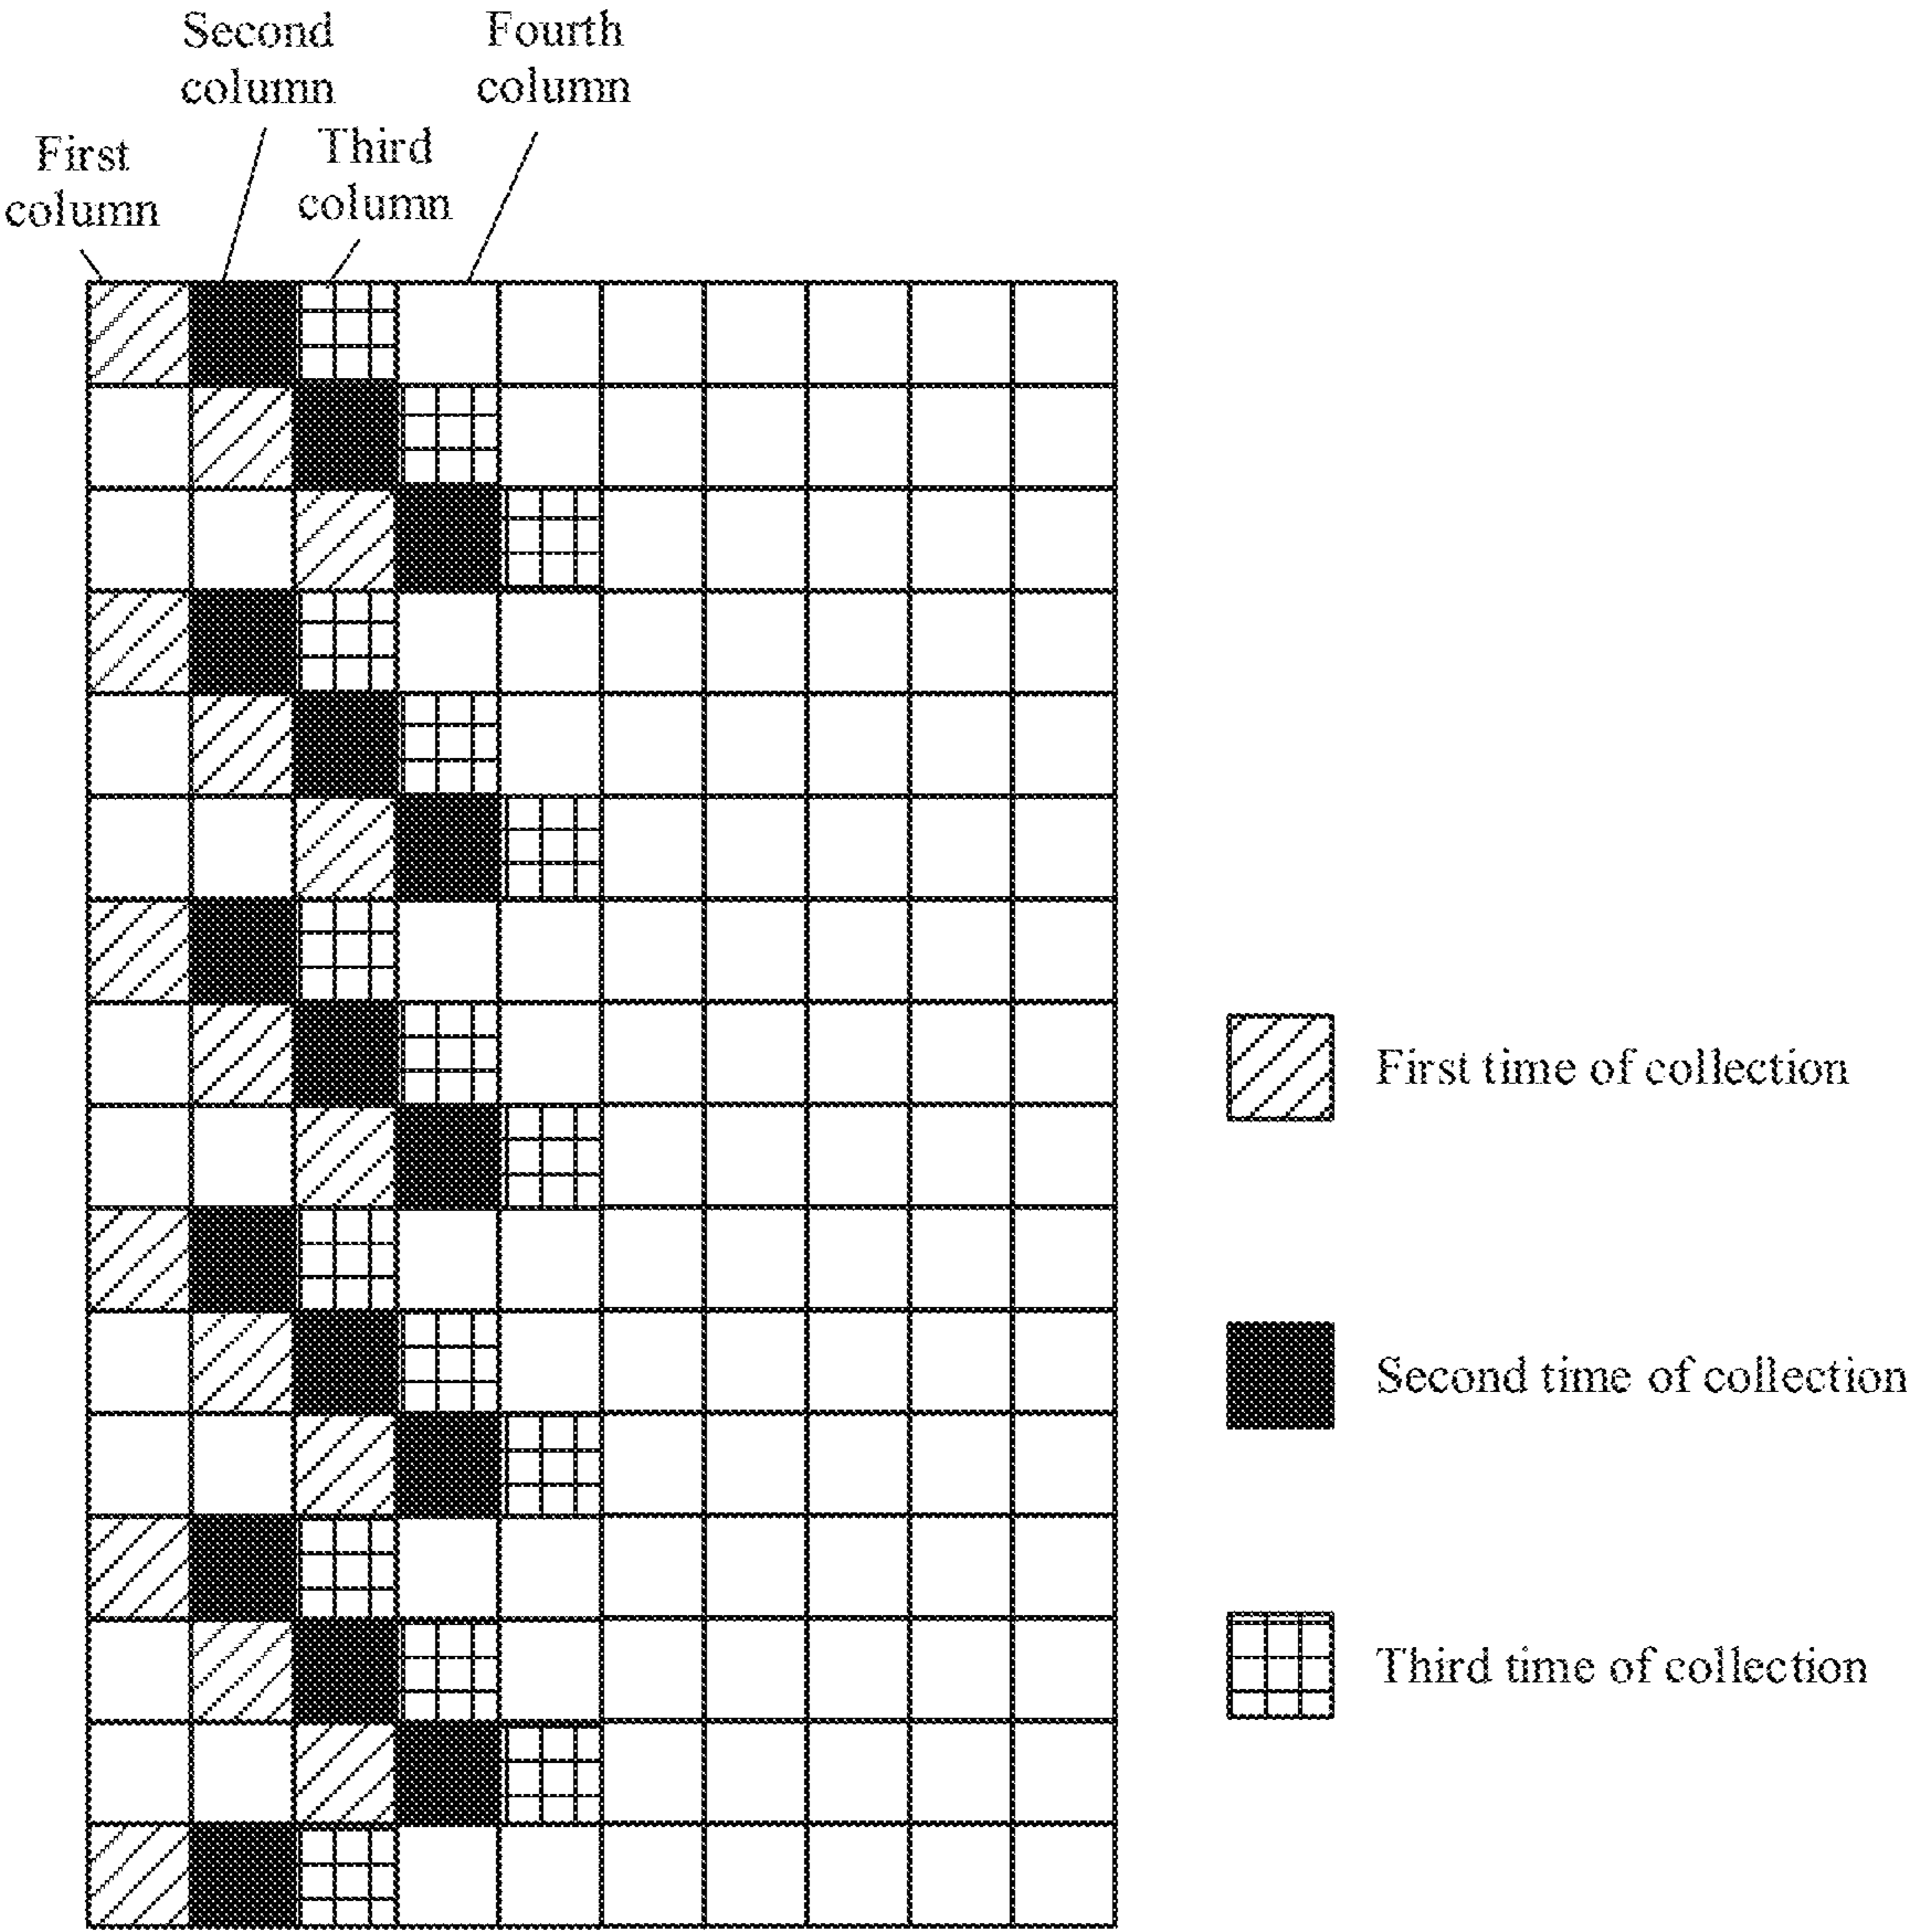 Second
column
Fourth
column
First
column
Third
column
First time of collection
Second time of collection
Third time of collection